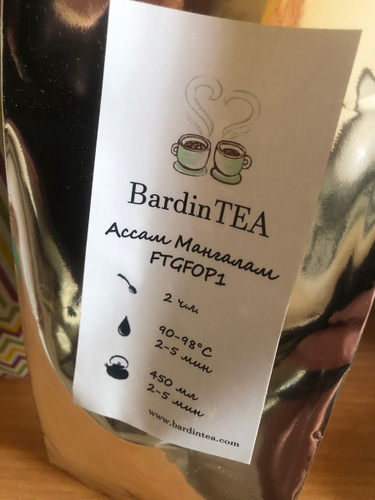 BardinTEA
Ассам Мангалам
FTGFOP1
2 ч.л.
90-98°C
2-5 мин
450 мл
2-5 мин
www.bardintea.com